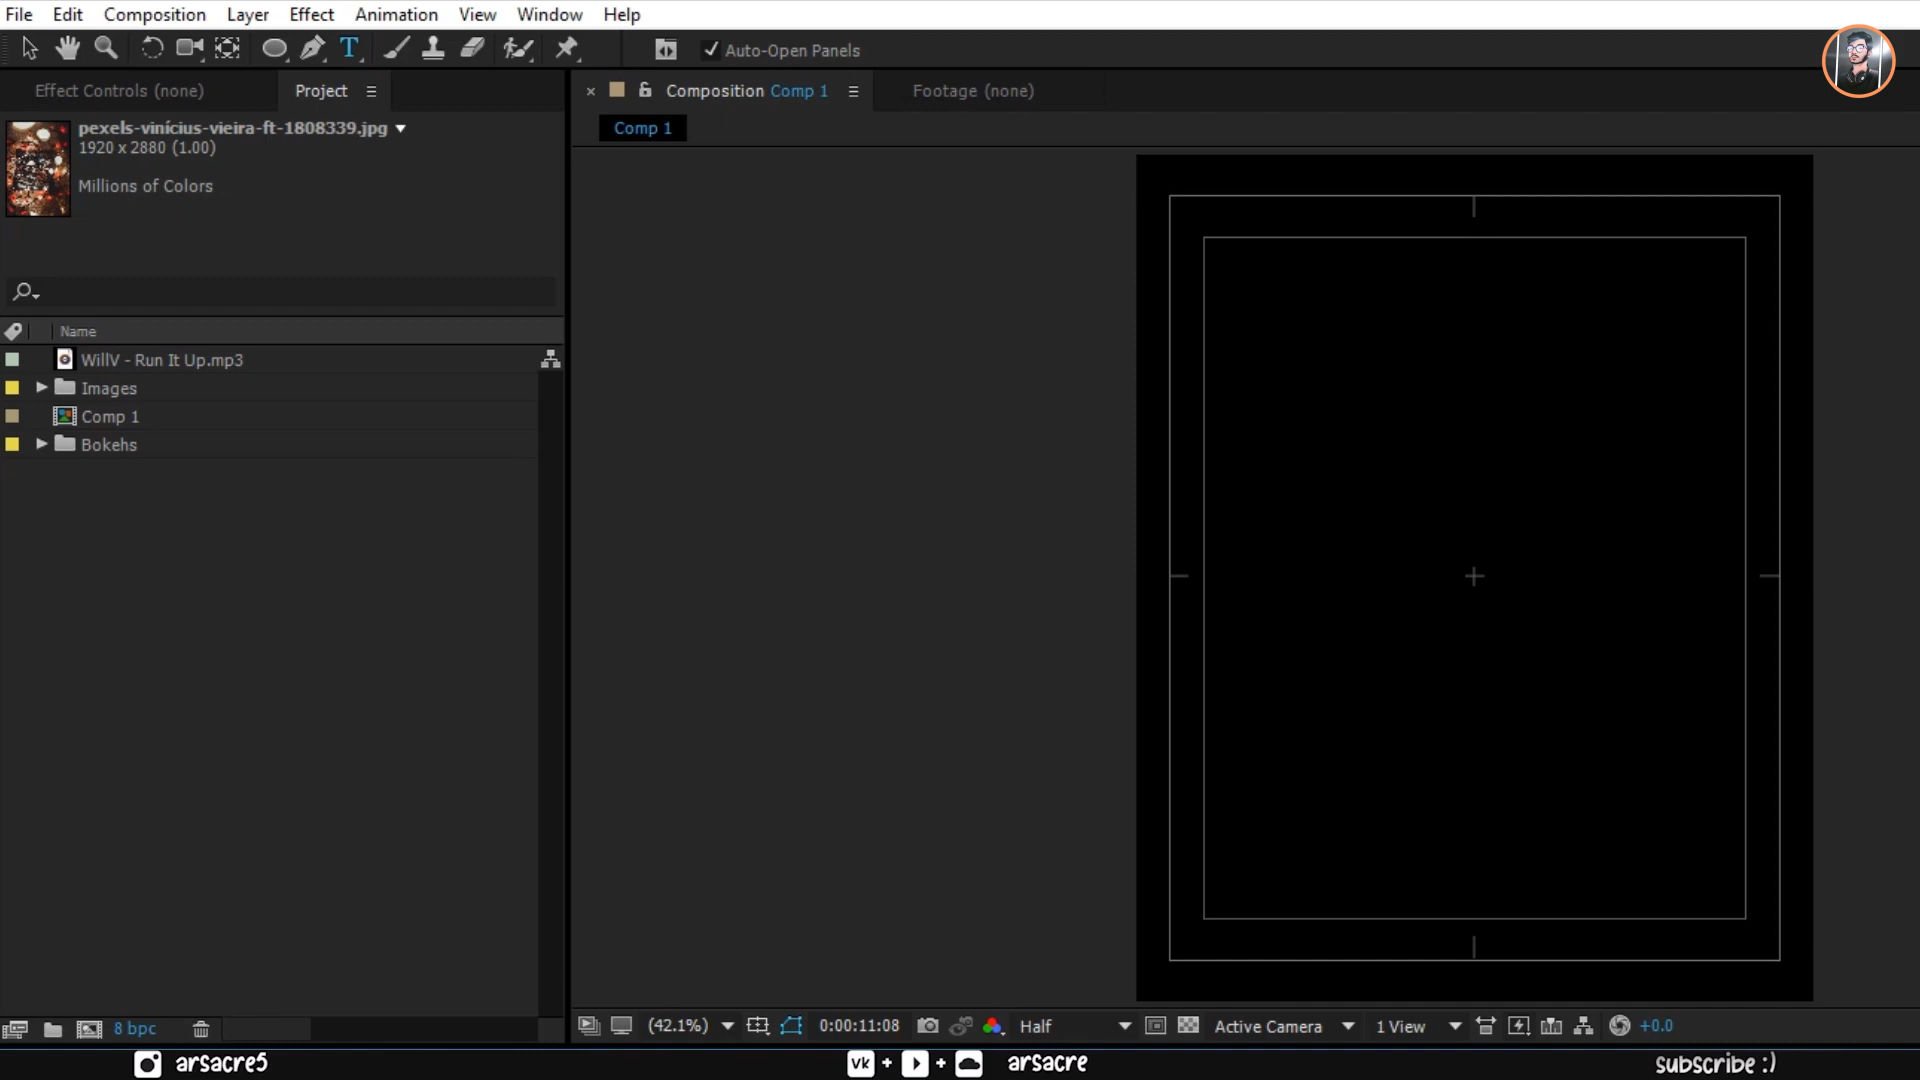 File Edit Composition Layer Effect Animation View Window Help
T Auto-Open Panels
Effect Controls (none) Project Composition Comp 1 Footage (none)
pexels-vinícius-vieira-ft-1808339.jpg
1920 x 2880 (1.00)
Millions of Colors
Comp 1
Name
WillV - Run It Up.mp3
Images
Comp 1
Bokehs
8 bpc (42.1%) 0:00:11:08 Half Active Camera 1 View +0.0
arsacre5 vk + + arsacre subscribe :)